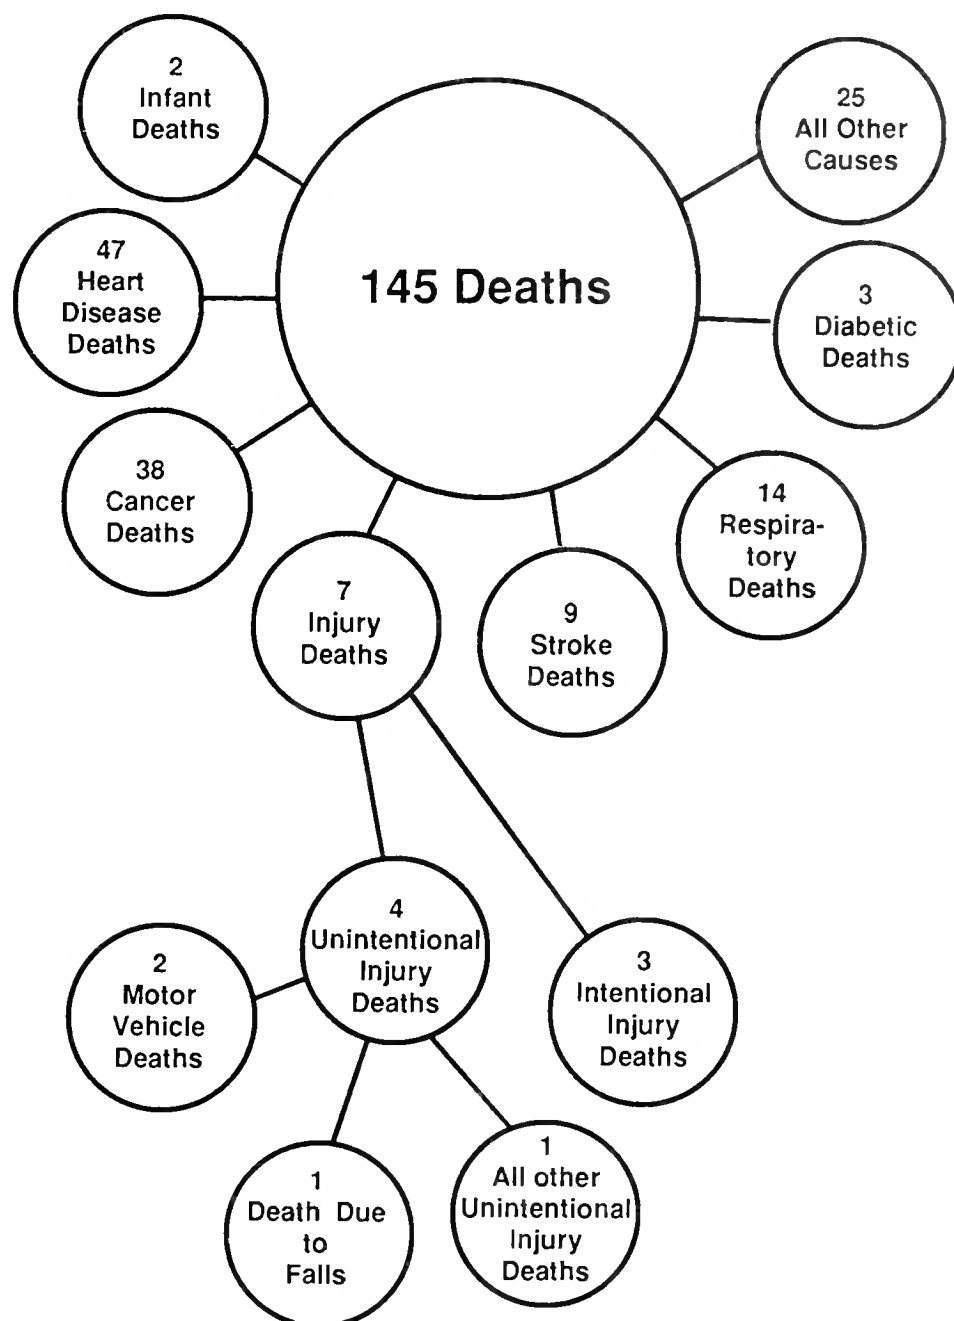 2
Infant
Deaths
25
All Other
Causes
47
Heart
Disease
Deaths
145 Deaths
3
Diabetic
Deaths
38
Cancer
Deaths
14
Respira-
tory
Deaths
7
Injury
Deaths
9
Stroke
Deaths
4
Unintentional
Injury
Deaths
2
Motor
Vehicle
Deaths
3
Intentional
Injury
Deaths
1
Death Due
to
Falls
1
All other
Unintentional
Injury
Deaths